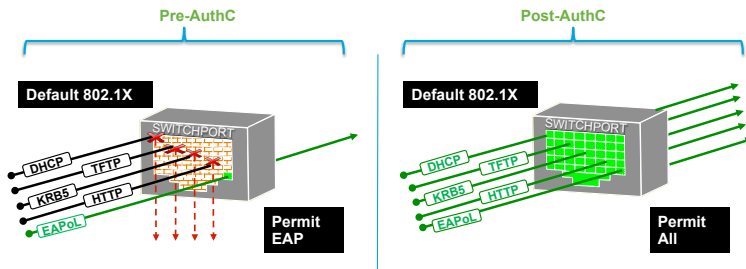 Pre-AuthC
Default 802.1X
SWITCHPORT
DHCP
TFTP
KRB5
HTTP
EAPoL
Permit
EAP
Post-AuthC
Default 802.1X
SWITCHPORT
DHCP
TFTP
KRB5
HTTP
EAPoL
Permit
All